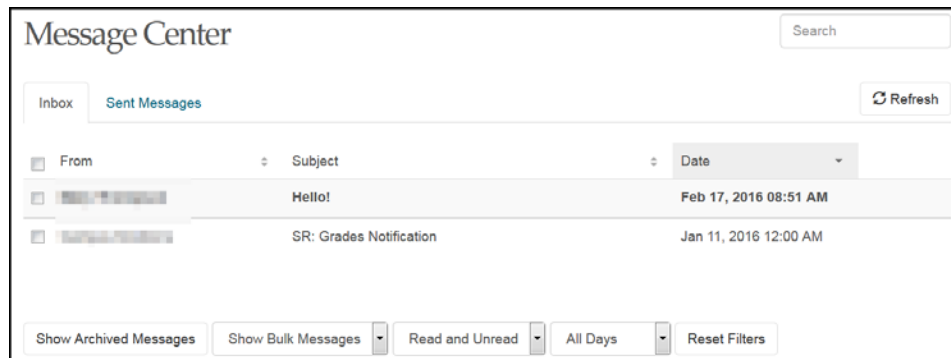 Message Center
Search
Inbox Sent Messages Refresh
From Subject Date
Hello! Feb 17, 2016 08:51 AM
SR: Grades Notification Jan 11, 2016 12:00 AM
Show Archived Messages Show Bulk Messages Read and Unread All Days Reset Filters